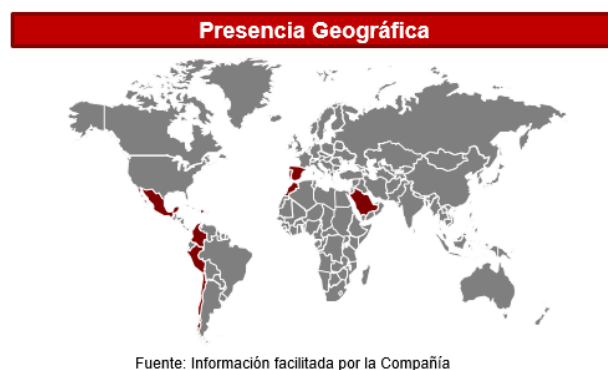 Presencia Geográfica
Fuente: Información facilitada por la Compañía